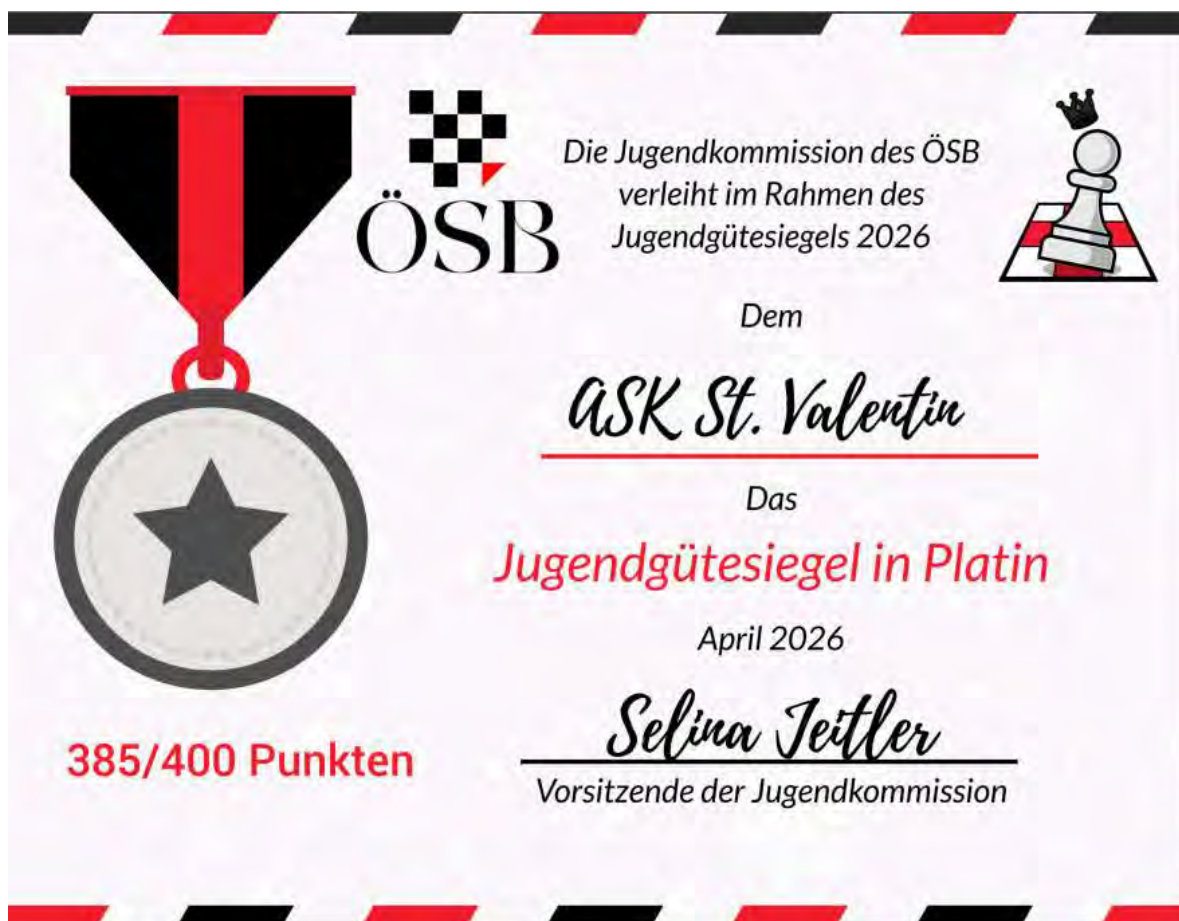 ÖSB
Die Jugendkommission des ÖSB
verleiht im Rahmen des
Jugendgütesiegels 2026
Dem
ASK St. Valentin
Das
Jugendgütesiegel in Platin
April 2026
Selina Jeitler
Vorsitzende der Jugendkommission
385/400 Punkten